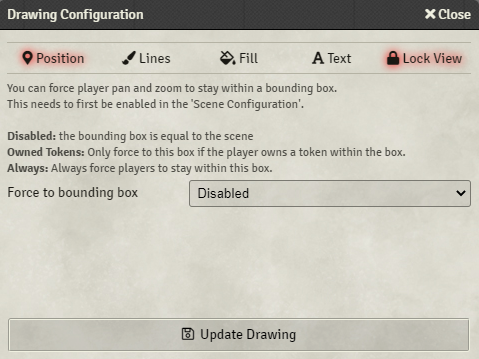 Drawing Configuration
Close
Position
Lines
Fill
Text
Lock View
You can force player pan and zoom to stay within a bounding box.
This needs to first be enabled in the 'Scene Configuration'.
Disabled: the bounding box is equal to the scene
Owned Tokens: Only force to this box if the player owns a token within the box.
Always: Always force players to stay within this box.
Force to bounding box
Disabled
Update Drawing